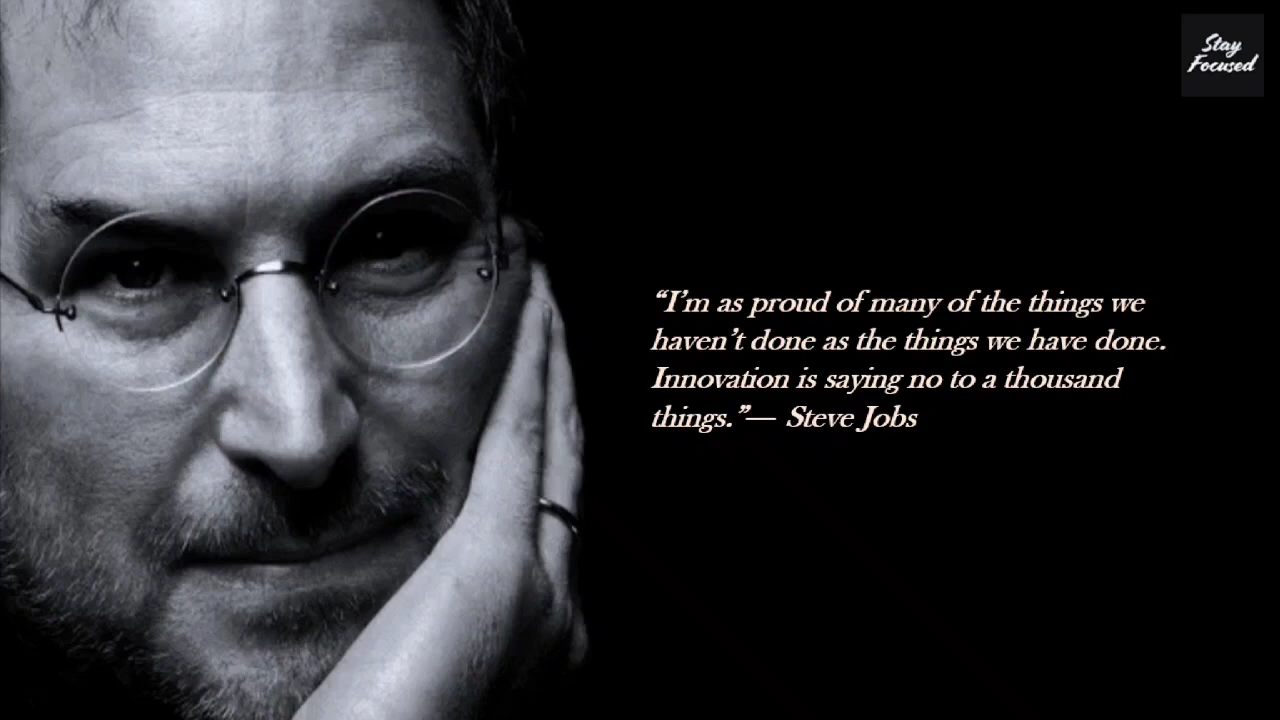 Stay
Focused
“I’m as proud of many of the things we
haven’t done as the things we have done.
Innovation is saying no to a thousand
things.”— Steve Jobs